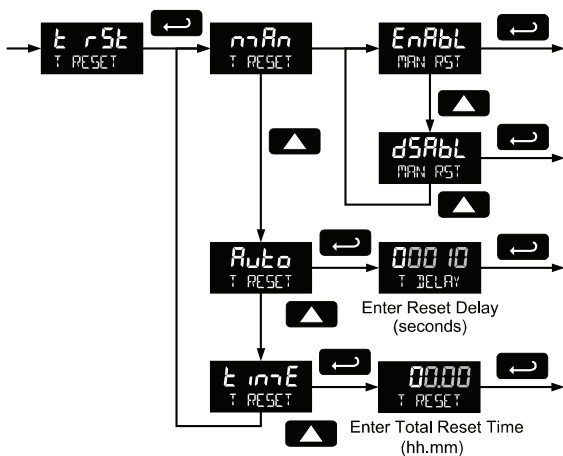 t rSt
T RESET
mAn
T RESET
EnAbL
MAN RST
dSAbL
MAN RST
Auto
T RESET
00010
T DELAY
Enter Reset Delay
(seconds)
timE
T RESET
00.00
T RESET
Enter Total Reset Time
(hh.mm)